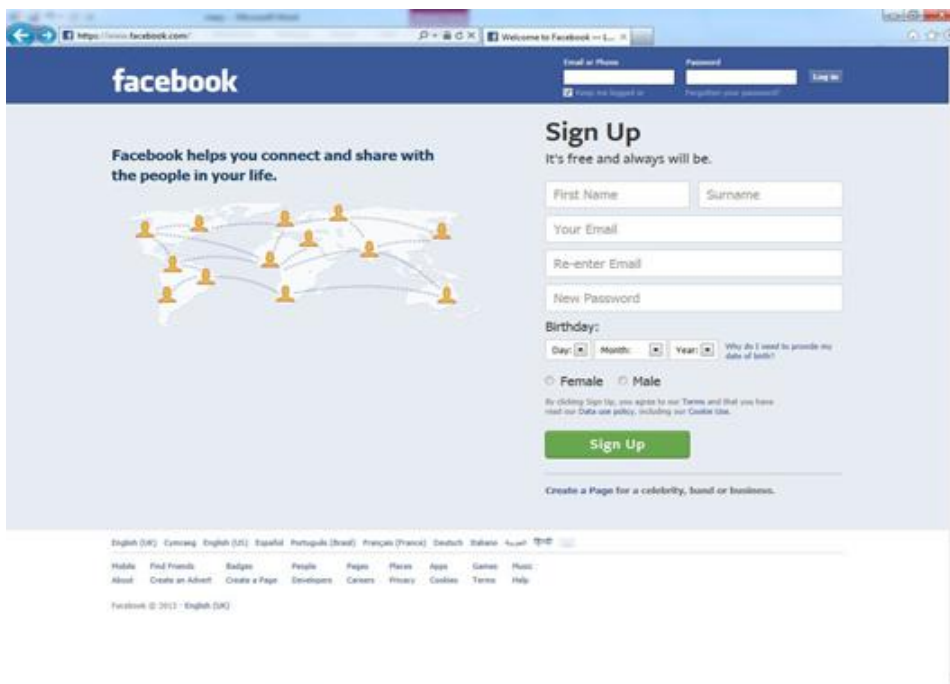 https://www.facebook.com/
Welcome to Facebook — L...
facebook
Email or Phone
Password
Keep me logged in
Forgotten your password?
Log in
Facebook helps you connect and share with
the people in your life.
Sign Up
It's free and always will be.
First Name
Surname
Your Email
Re-enter Email
New Password
Birthday:
Day:
Month:
Year:
Why do I need to provide my
date of birth?
Female
Male
By clicking Sign Up, you agree to our Terms and that you have
read our Data use policy, including our Cookie Use.
Sign Up
Create a Page for a celebrity, band or business.
English (UK) Cymraeg English (US) Español Português (Brasil) Français (France) Deutsch Italiano العربية हिन्दी
Mobile Find Friends Badges People Pages Places Apps Games Music
About Create an Advert Create a Page Developers Careers Privacy Cookies Terms Help
Facebook © 2013 · English (UK)